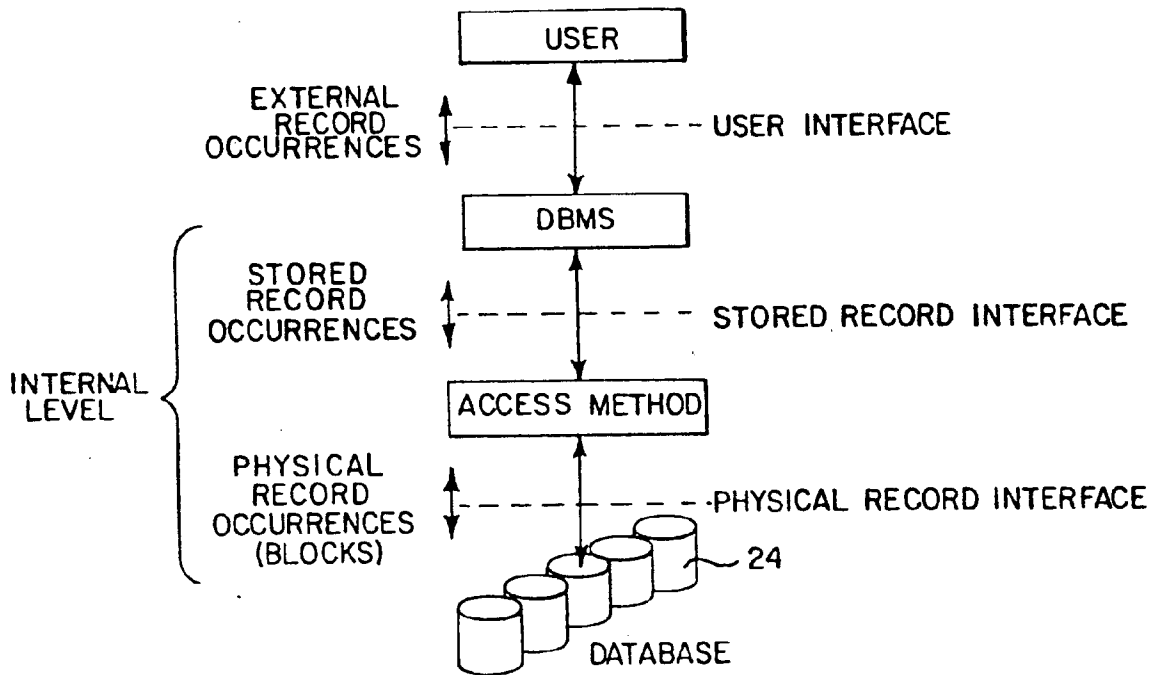 USER
EXTERNAL
RECORD
OCCURRENCES
USER INTERFACE
DBMS
STORED
RECORD
OCCURRENCES
STORED RECORD INTERFACE
INTERNAL
LEVEL
ACCESS METHOD
PHYSICAL
RECORD
OCCURRENCES
(BLOCKS)
PHYSICAL RECORD INTERFACE
24
DATABASE